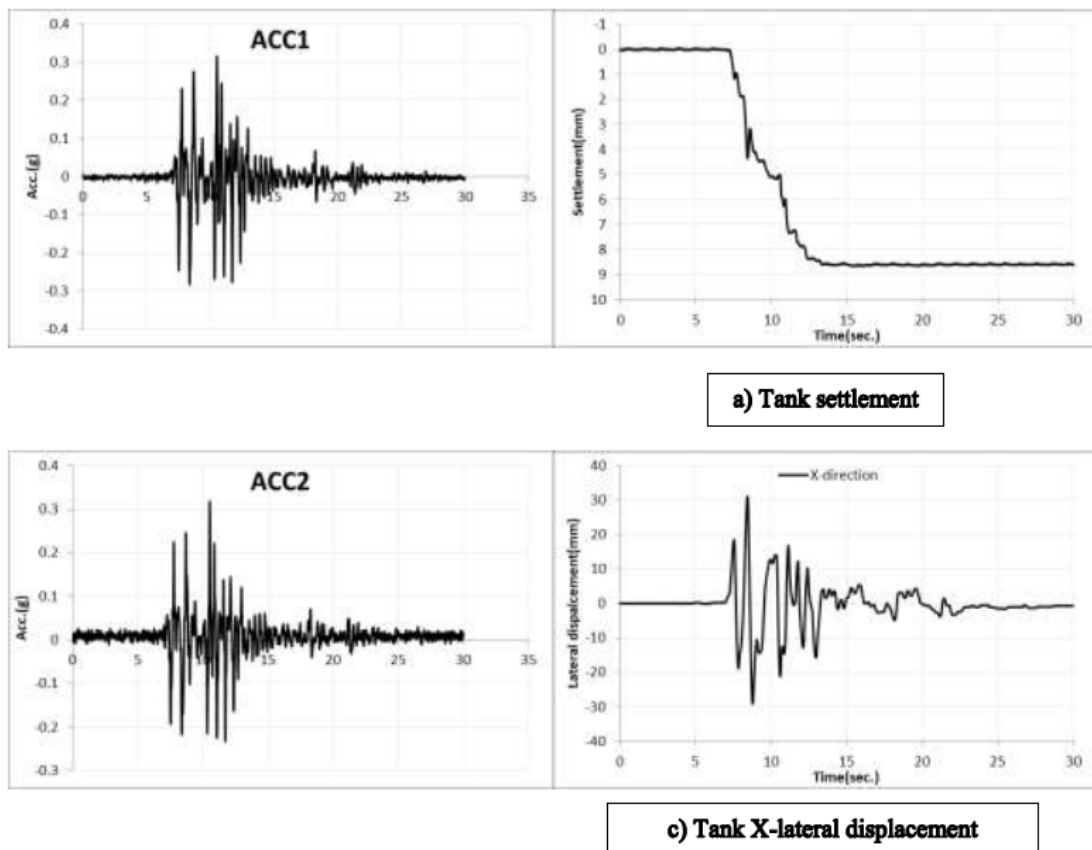 ACC1
0.4
0.3
0.2
0.1
0
-0.1
-0.2
-0.3
-0.4
Acc.(g)
0 5 10 15 20 25 30 35
-1
0
1
2
3
4
5
6
7
8
9
10
Settlement(mm)
0 5 10 15 20 25 30
Time(sec.)
a) Tank settlement
ACC2
0.4
0.3
0.2
0.1
0
-0.1
-0.2
-0.3
Acc.(g)
0 5 10 15 20 25 30 35
X-direction
40
30
20
10
0
-10
-20
-30
-40
Lateral dispalcement(mm)
0 5 10 15 20 25 30
Time(sec.)
c) Tank X-lateral displacement